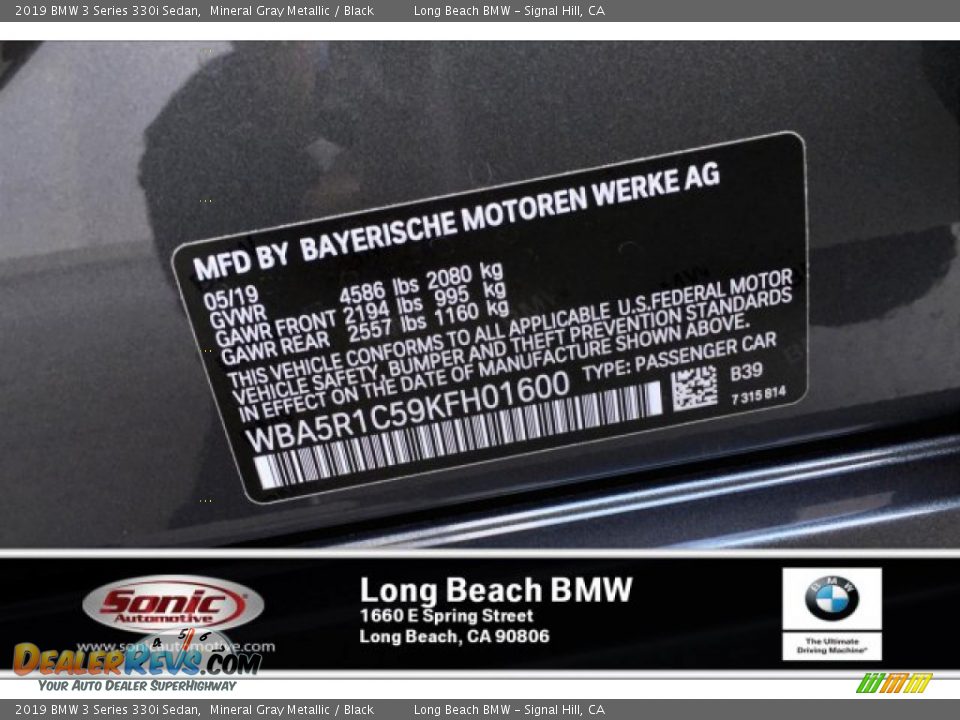 2019 BMW 3 Series 330i Sedan, Mineral Gray Metallic / Black Long Beach BMW - Signal Hill, CA
MFD BY BAYERISCHE MOTOREN WERKE AG
05/19
GVWR 4586 lbs 2080 kg
GAWR FRONT 2194 lbs 995 kg
GAWR REAR 2557 lbs 1160 kg
THIS VEHICLE CONFORMS TO ALL APPLICABLE U.S.FEDERAL MOTOR
VEHICLE SAFETY, BUMPER AND THEFT PREVENTION STANDARDS
IN EFFECT ON THE DATE OF MANUFACTURE SHOWN ABOVE.
WBA5R1C59KFH01600 TYPE: PASSENGER CAR
B39
7 315 814
Sonic
Automotive
www.sonicautomotive.com
Long Beach BMW
1660 E Spring Street
Long Beach, CA 90806
BMW
The Ultimate
Driving Machine®
4 5 6
DEALERREVS.COM
YOUR AUTO DEALER SUPERHIGHWAY
2019 BMW 3 Series 330i Sedan, Mineral Gray Metallic / Black Long Beach BMW - Signal Hill, CA